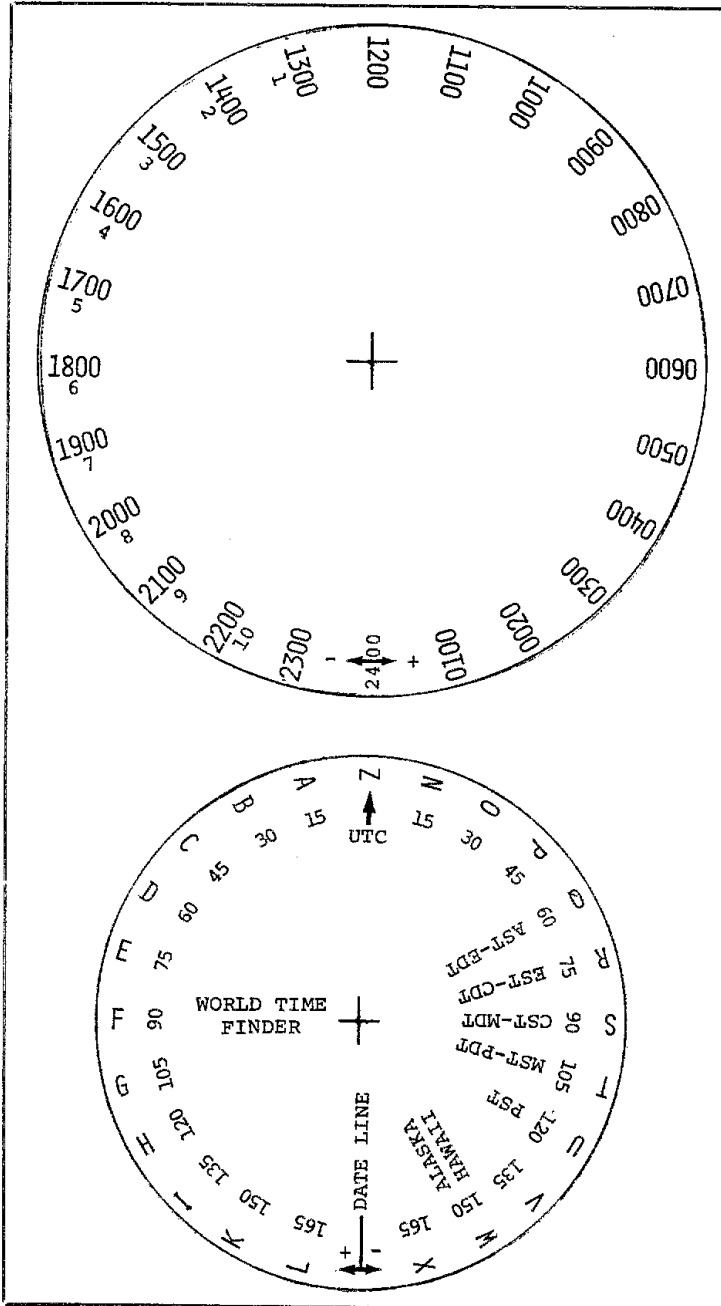 1200
1100
1000
0900
0800
0700
0600
0500
0400
0300
0020
0100
- 24 00 +
2300
2200
10
2100
9
2000
8
1900
7
1800
6
1700
5
1600
4
1500
3
1400
2
1300
1
Z
N
O
P
Q
R
S
T
U
V
W
X
L
K
I
H
G
F
E
D
C
B
A
UTC
15
30
45
60
75
90
105
120
135
150
165
165
150
135
120
105
90
75
60
45
30
15
AST-EDT
EST-CDT
CST-MDT
MST-PDT
PST
ALASKA
HAWAII
WORLD TIME
FINDER
DATE LINE
+ -